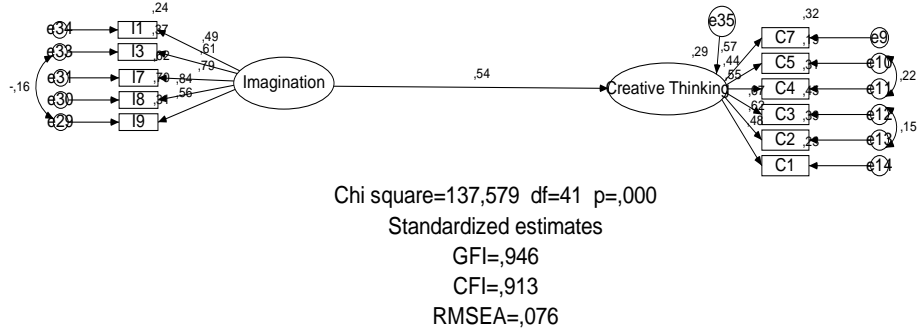 ,24
e34 I1
,49
e33 I3
,61
,79
e31 I7
,84
-,16
e30 I8
,56
e29 I9
Imagination
,54
e35
,29
Creative Thinking
,57
,44
,55
,62
,48
,32
C7 e9
C5 e10
C4 e11
,22
C3 e12
C2 e13
,15
C1 e14
Chi square=137,579 df=41 p=,000
Standardized estimates
GFI=,946
CFI=,913
RMSEA=,076